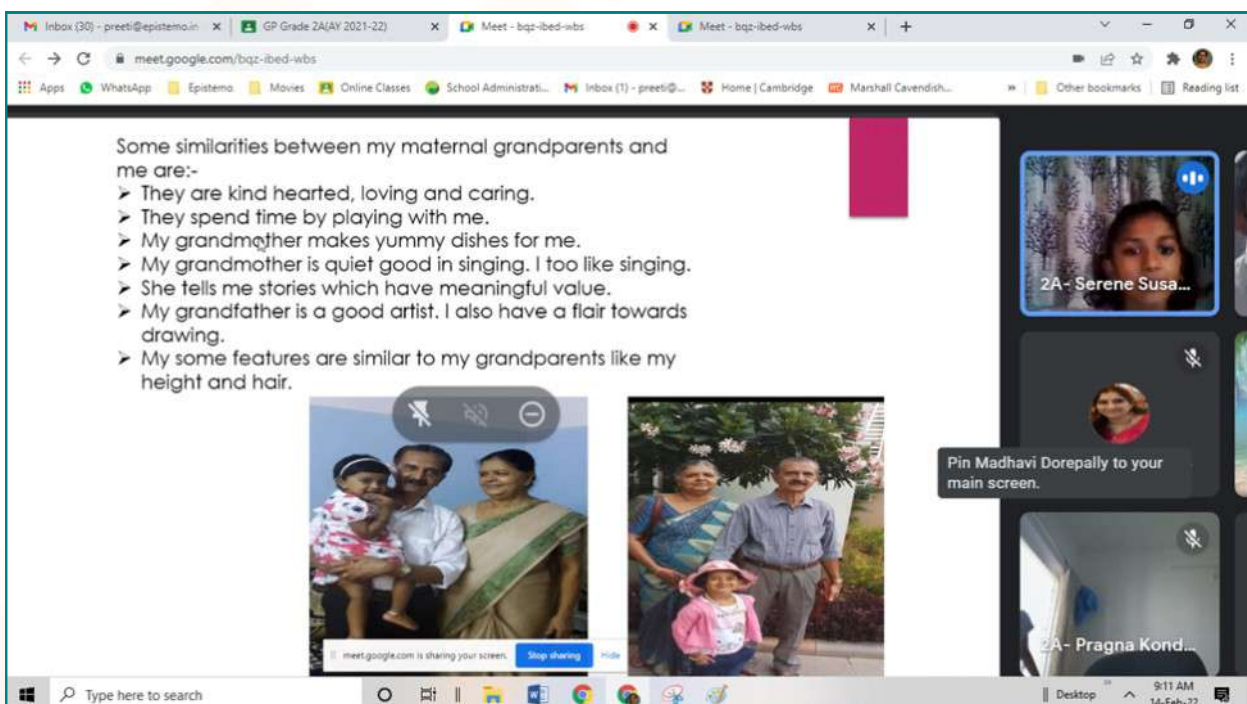 Inbox (30) - preeti@epistemo.in
GP Grade 2A(AY 2021-22)
Meet - bqz-ibed-wbs
Meet - bqz-ibed-wbs
meet.google.com/bqz-ibed-wbs
Apps WhatsApp Epistemo Movies Online Classes School Administrati... Inbox (1) - preeti@... Home | Cambridge Marshall Cavendish... » Other bookmarks Reading list
Some similarities between my maternal grandparents and
me are:-
➢ They are kind hearted, loving and caring.
➢ They spend time by playing with me.
➢ My grandmother makes yummy dishes for me.
➢ My grandmother is quiet good in singing. I too like singing.
➢ She tells me stories which have meaningful value.
➢ My grandfather is a good artist. I also have a flair towards
drawing.
➢ My some features are similar to my grandparents like my
height and hair.
2A- Serene Susa...
Pin Madhavi Dorepally to your
main screen.
2A- Pragna Kond...
meet.google.com is sharing your screen. Stop sharing Hide
Type here to search
Desktop
9:11 AM
14-Feb-22